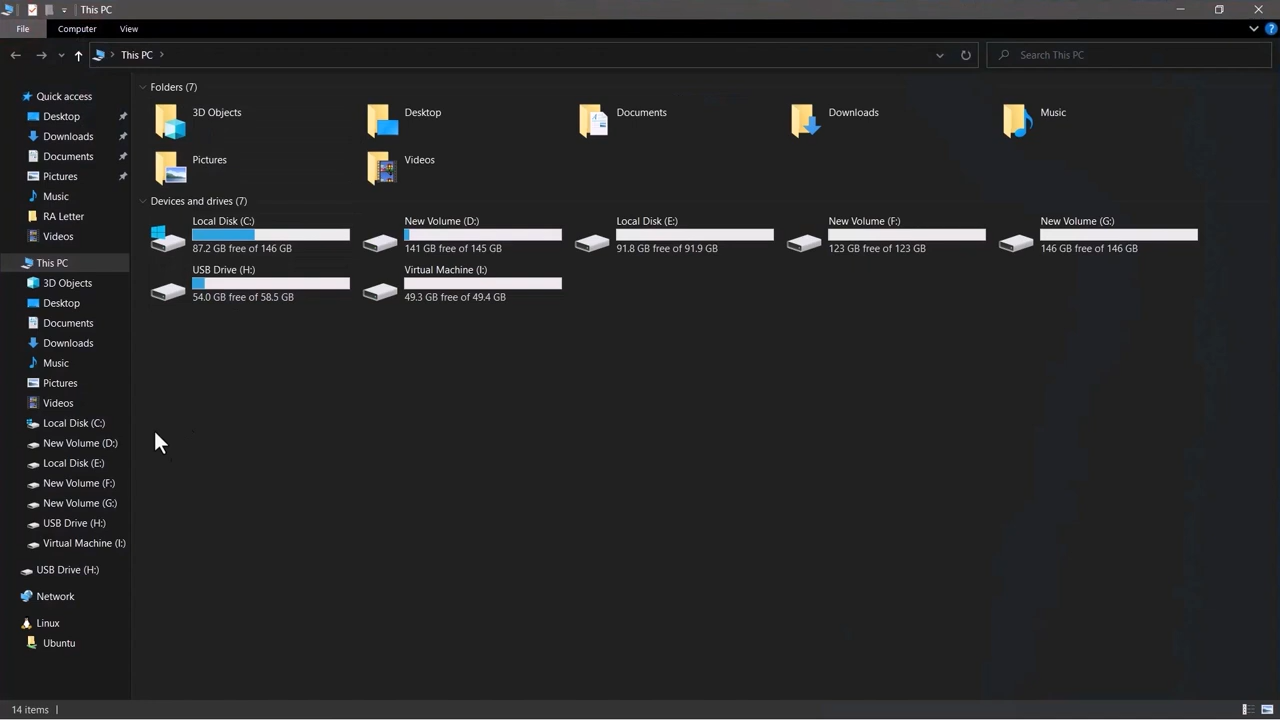 This PC
File
Computer
View
This PC
Search This PC
Quick access
Desktop
Downloads
Documents
Pictures
Music
RA Letter
Videos
This PC
3D Objects
Desktop
Documents
Downloads
Music
Pictures
Videos
Local Disk (C:)
New Volume (D:)
Local Disk (E:)
New Volume (F:)
New Volume (G:)
USB Drive (H:)
Virtual Machine (I:)
USB Drive (H:)
Network
Linux
Ubuntu
Folders (7)
3D Objects
Desktop
Documents
Downloads
Music
Pictures
Videos
Devices and drives (7)
Local Disk (C:)
87.2 GB free of 146 GB
New Volume (D:)
141 GB free of 145 GB
Local Disk (E:)
91.8 GB free of 91.9 GB
New Volume (F:)
123 GB free of 123 GB
New Volume (G:)
146 GB free of 146 GB
USB Drive (H:)
54.0 GB free of 58.5 GB
Virtual Machine (I:)
49.3 GB free of 49.4 GB
14 items